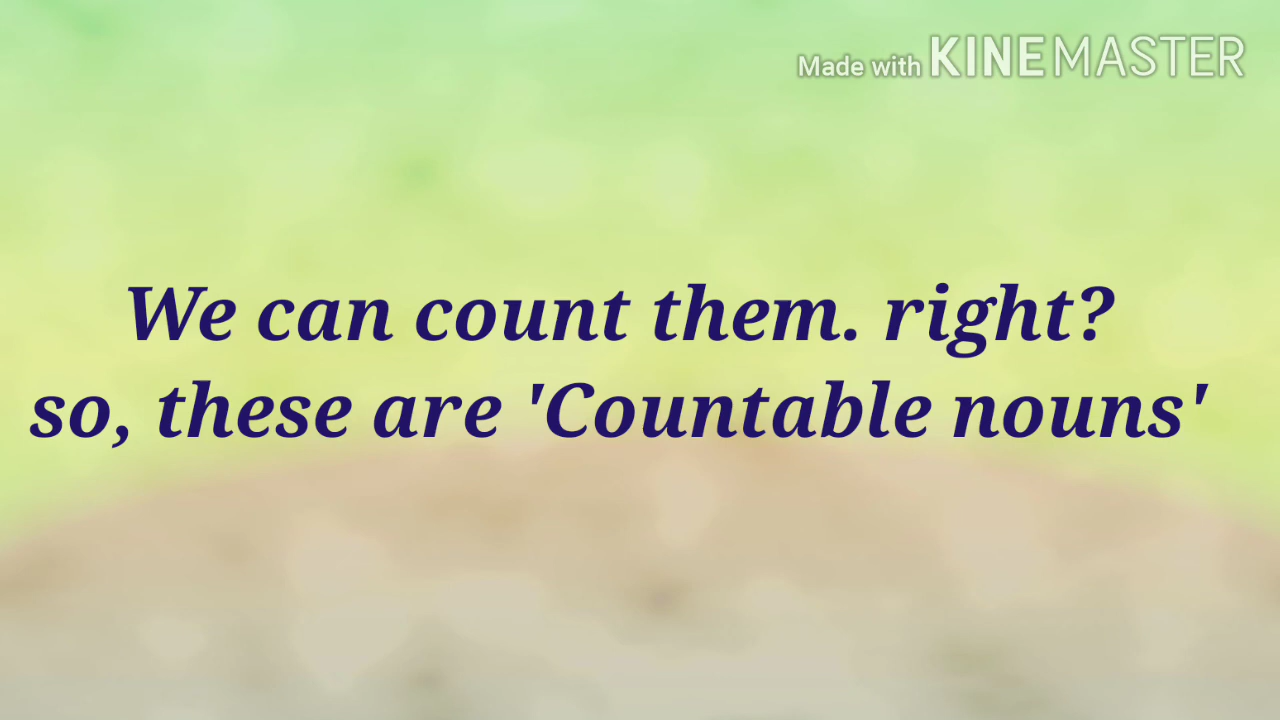 Made with KINEMASTER
We can count them. right?
so, these are 'Countable nouns'